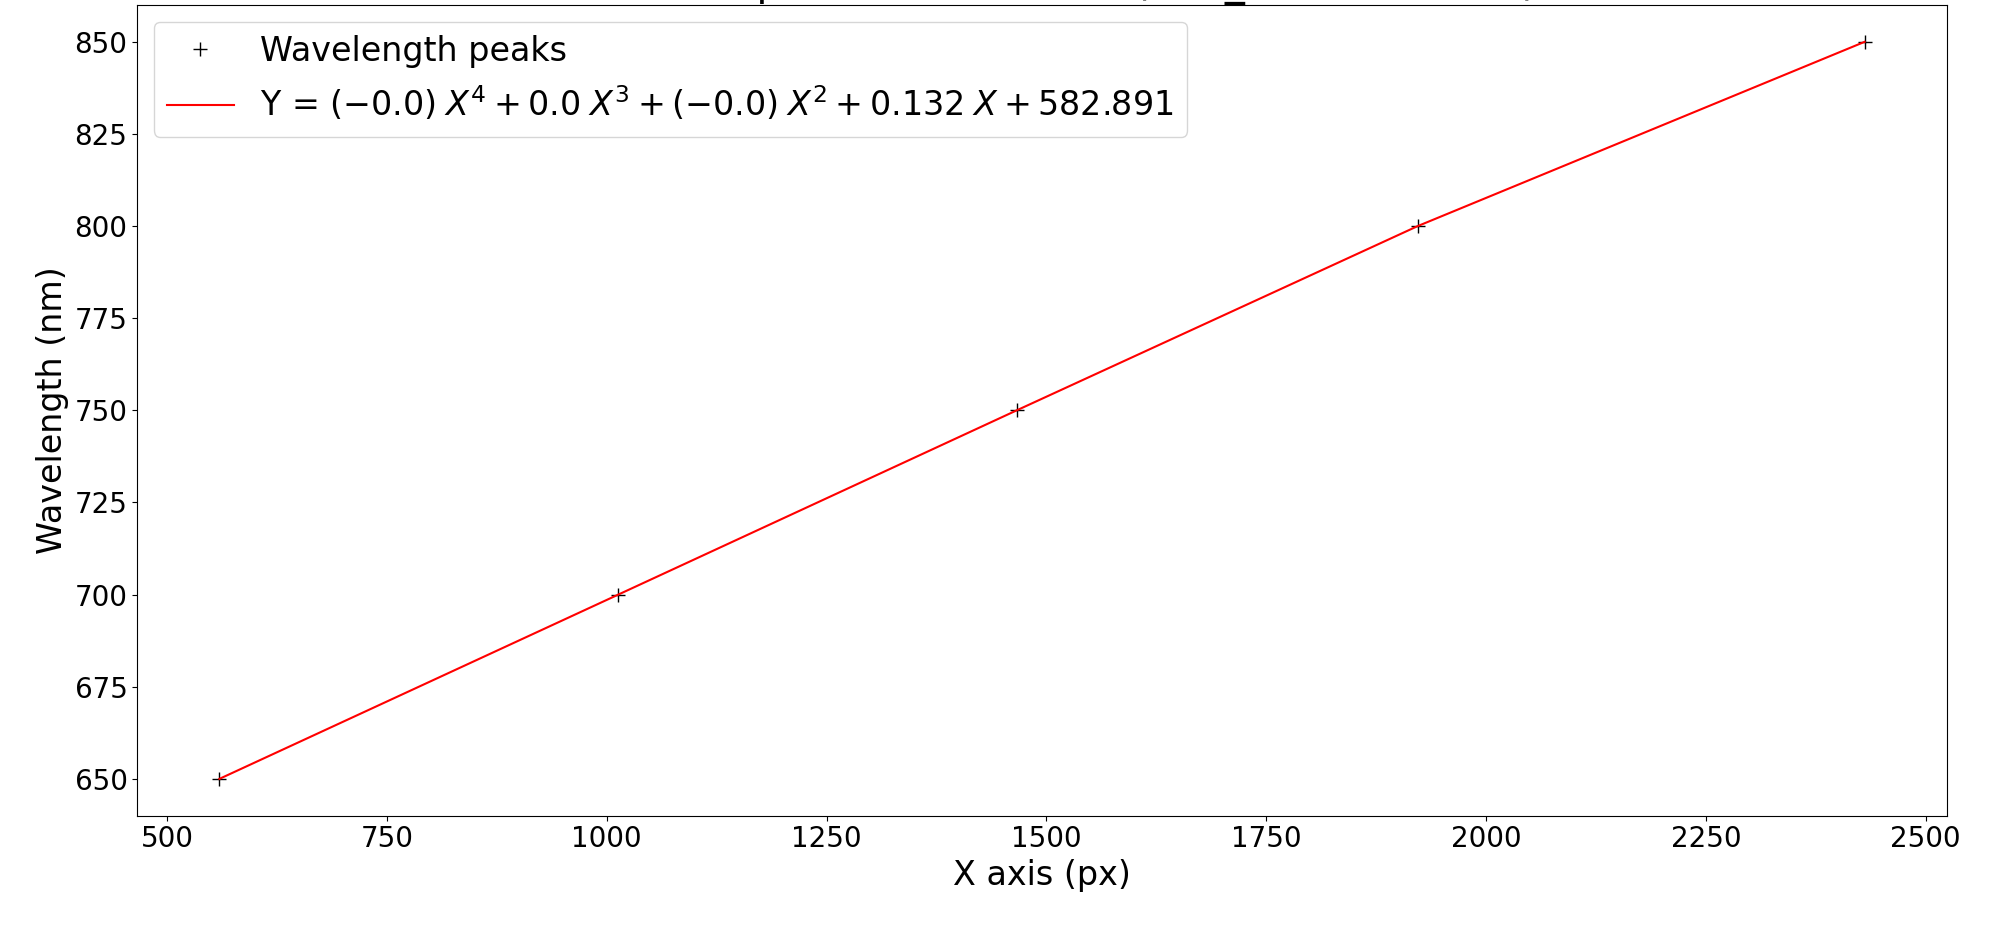 Wavelength peaks
Y = (−0.0) X⁴ + 0.0 X³ + (−0.0) X² + 0.132 X + 582.891
850
825
800
775
750
725
700
675
650
Wavelength (nm)
500 750 1000 1250 1500 1750 2000 2250 2500
X axis (px)